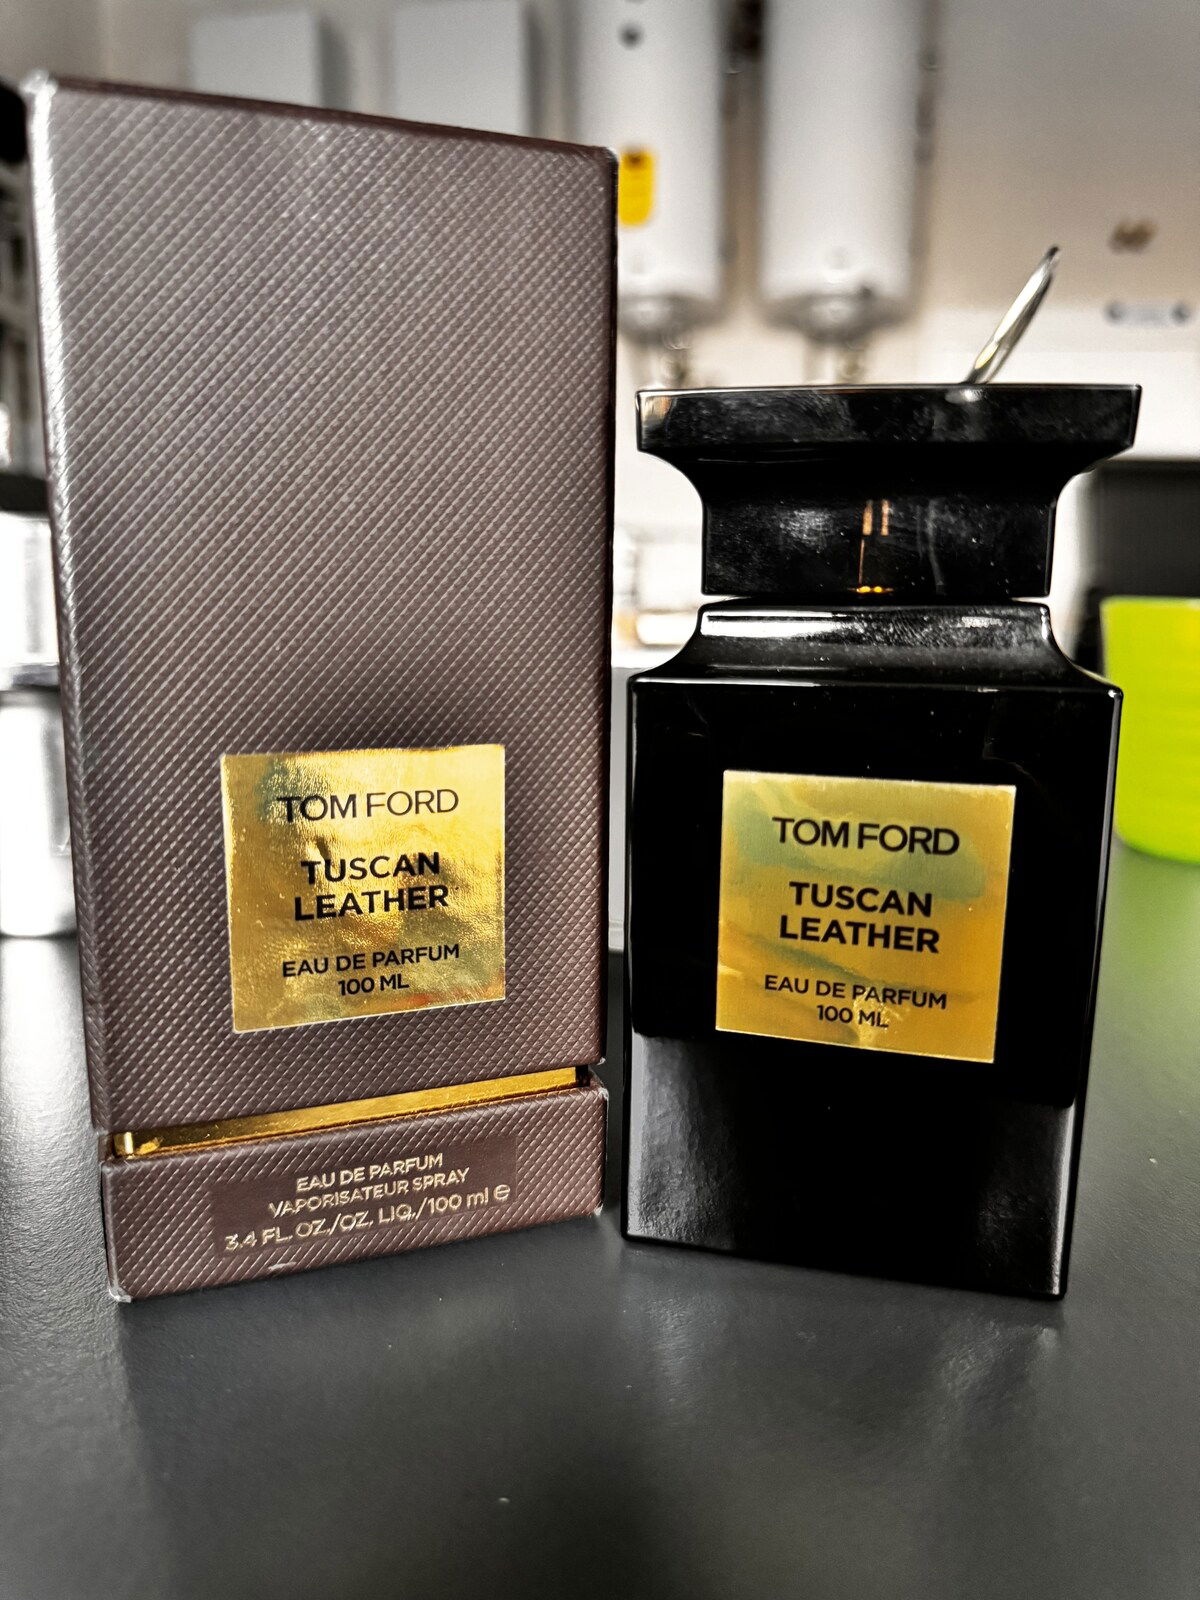 TOM FORD
TUSCAN
LEATHER
EAU DE PARFUM
100 ML
EAU DE PARFUM
VAPORISATEUR SPRAY
3.4 FL. OZ./OZ. LIQ./100 ml ℮
TOM FORD
TUSCAN
LEATHER
EAU DE PARFUM
100 ML